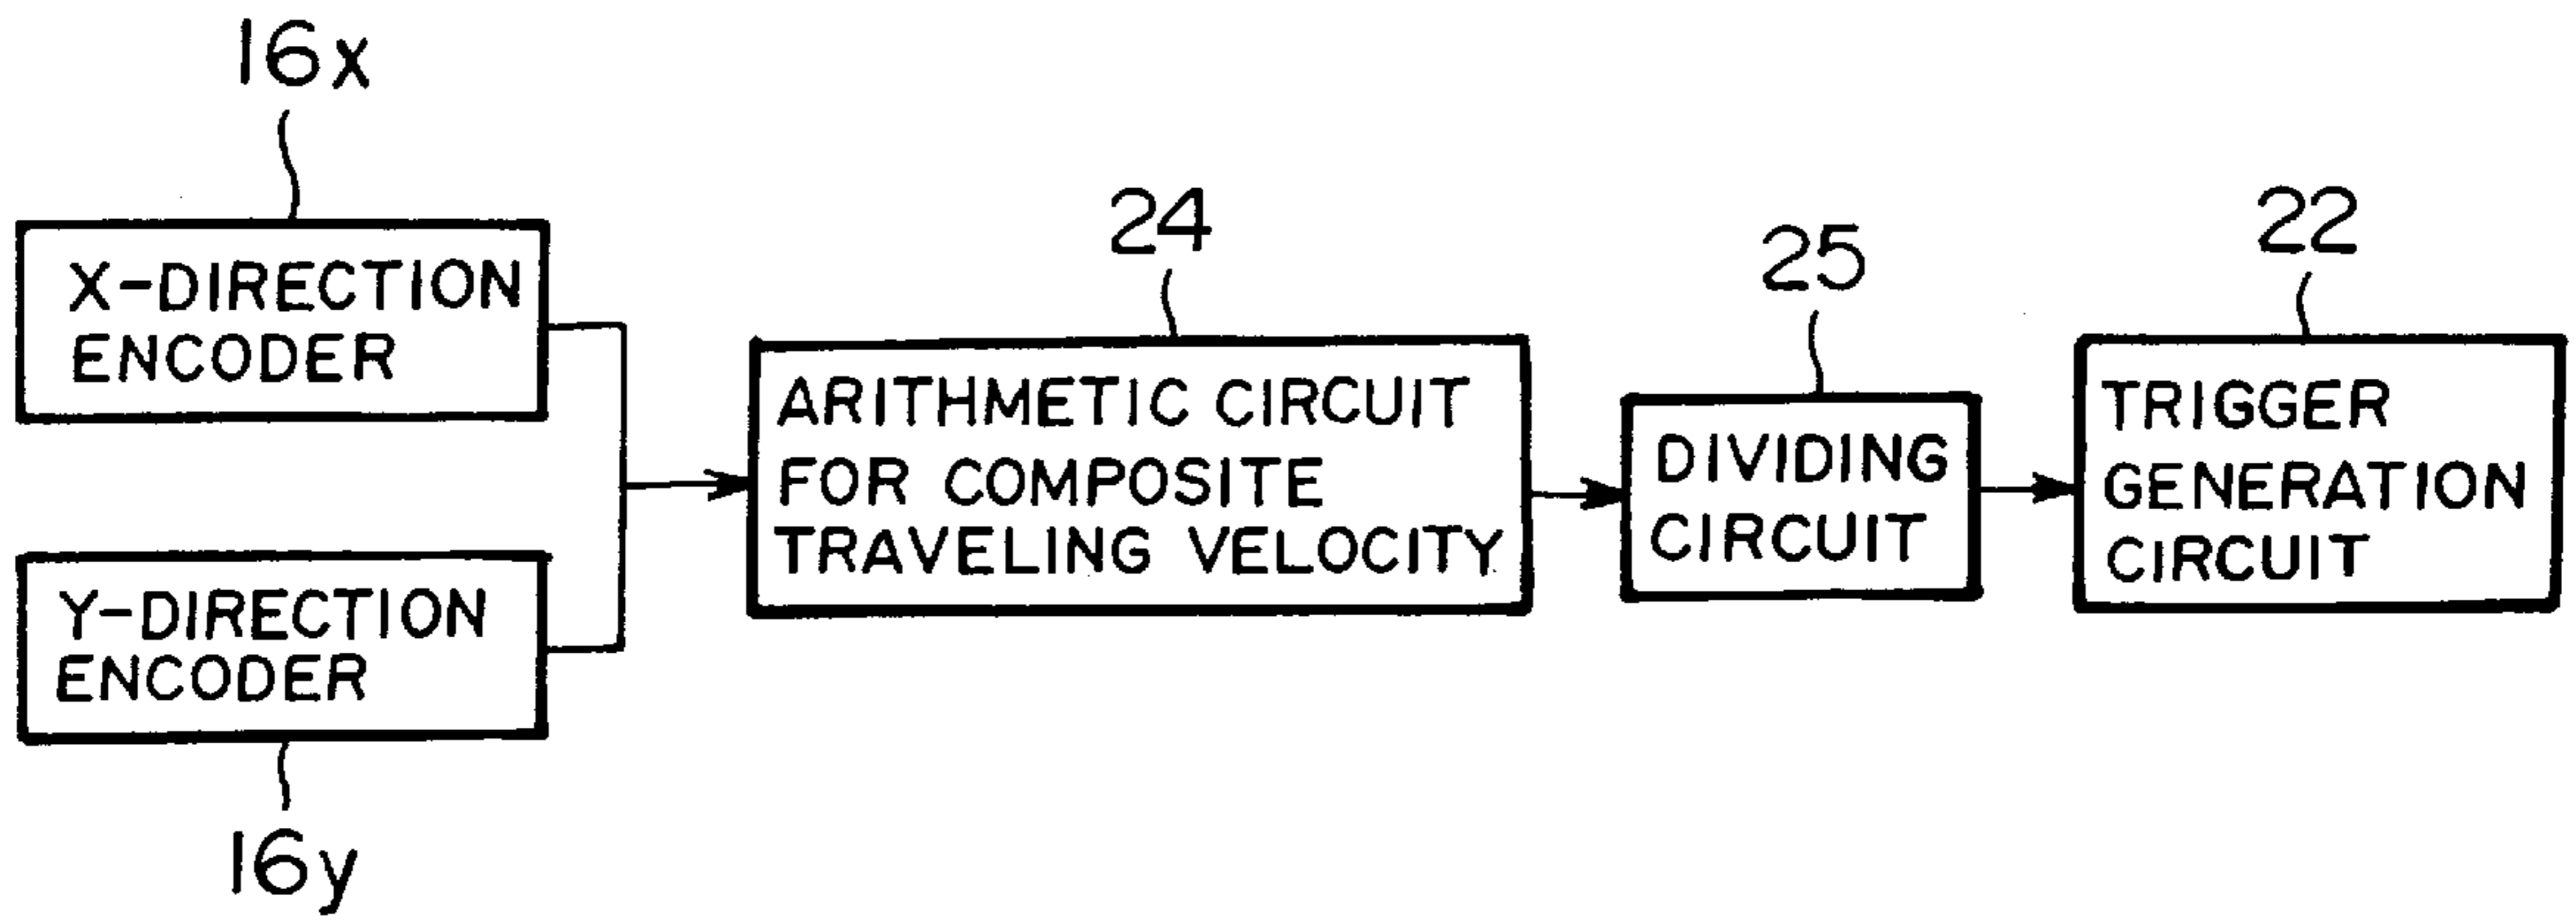 16x
X-DIRECTION
ENCODER
Y-DIRECTION
ENCODER
16y
24
ARITHMETIC CIRCUIT
FOR COMPOSITE
TRAVELING VELOCITY
25
DIVIDING
CIRCUIT
22
TRIGGER
GENERATION
CIRCUIT